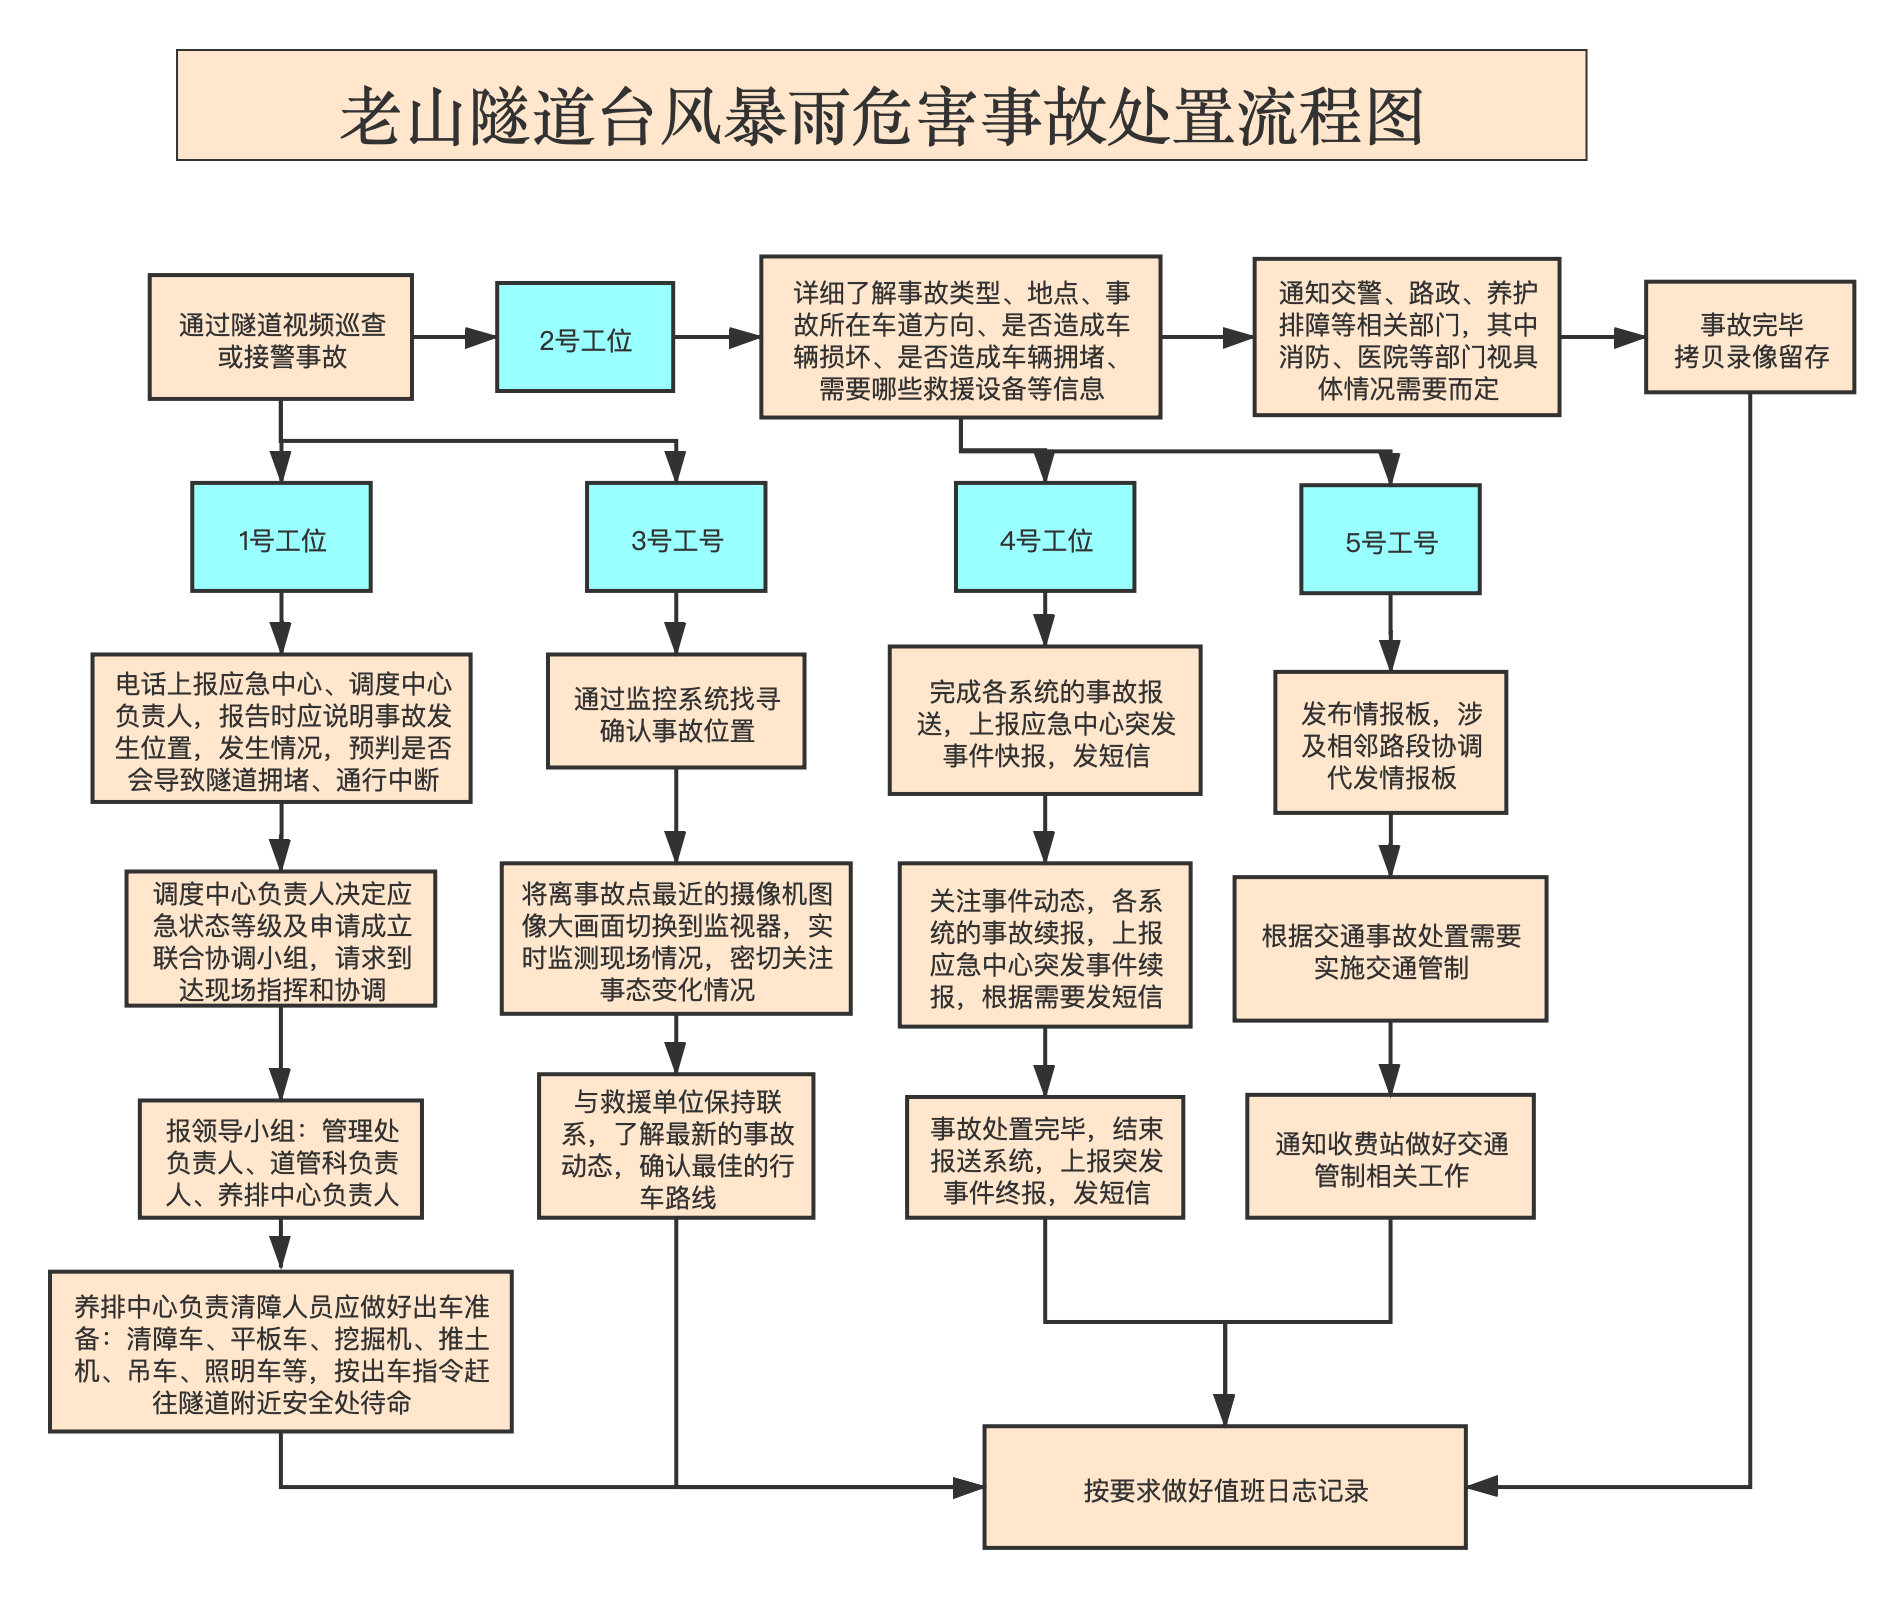 老山隧道台风暴雨危害事故处置流程图
通过隧道视频巡查
或接警事故
2号工位
详细了解事故类型、地点、事
故所在车道方向、是否造成车
辆损坏、是否造成车辆拥堵、
需要哪些救援设备等信息
通知交警、路政、养护
排障等相关部门，其中
消防、医院等部门视具
体情况需要而定
事故完毕
拷贝录像留存
1号工位
3号工号
4号工位
5号工号
电话上报应急中心、调度中心
负责人，报告时应说明事故发
生位置，发生情况，预判是否
会导致隧道拥堵、通行中断
通过监控系统找寻
确认事故位置
完成各系统的事故报
送，上报应急中心突发
事件快报，发短信
发布情报板，涉
及相邻路段协调
代发情报板
调度中心负责人决定应
急状态等级及申请成立
联合协调小组，请求到
达现场指挥和协调
将离事故点最近的摄像机图
像大画面切换到监视器，实
时监测现场情况，密切关注
事态变化情况
关注事件动态，各系
统的事故续报，上报
应急中心突发事件续
报，根据需要发短信
根据交通事故处置需要
实施交通管制
报领导小组：管理处
负责人、道管科负责
人、养排中心负责人
与救援单位保持联
系，了解最新的事故
动态，确认最佳的行
车路线
事故处置完毕，结束
报送系统，上报突发
事件终报，发短信
通知收费站做好交通
管制相关工作
养排中心负责清障人员应做好出车准
备：清障车、平板车、挖掘机、推土
机、吊车、照明车等，按出车指令赶
往隧道附近安全处待命
按要求做好值班日志记录